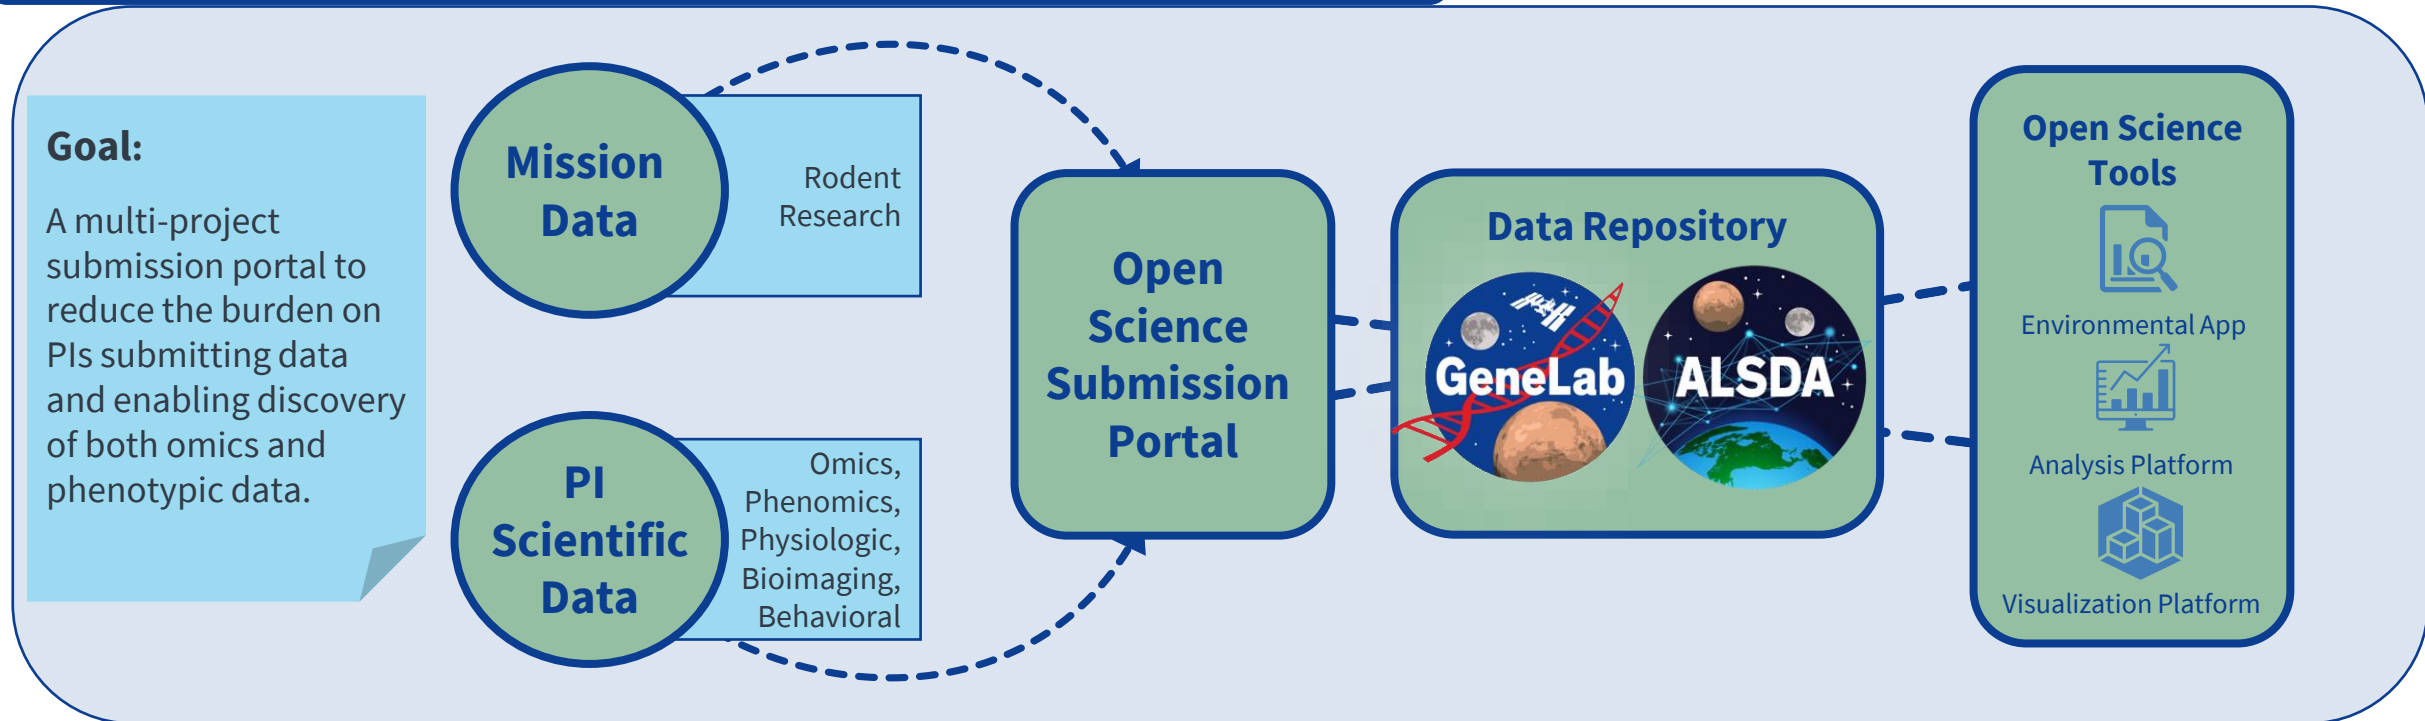 Goal:
A multi-project
submission portal to
reduce the burden on
PIs submitting data
and enabling discovery
of both omics and
phenotypic data.
Mission
Data
Rodent
Research
PI
Scientific
Data
Omics,
Phenomics,
Physiologic,
Bioimaging,
Behavioral
Open
Science
Submission
Portal
Data Repository
GeneLab
ALSDA
Open Science
Tools
Environmental App
Analysis Platform
Visualization Platform